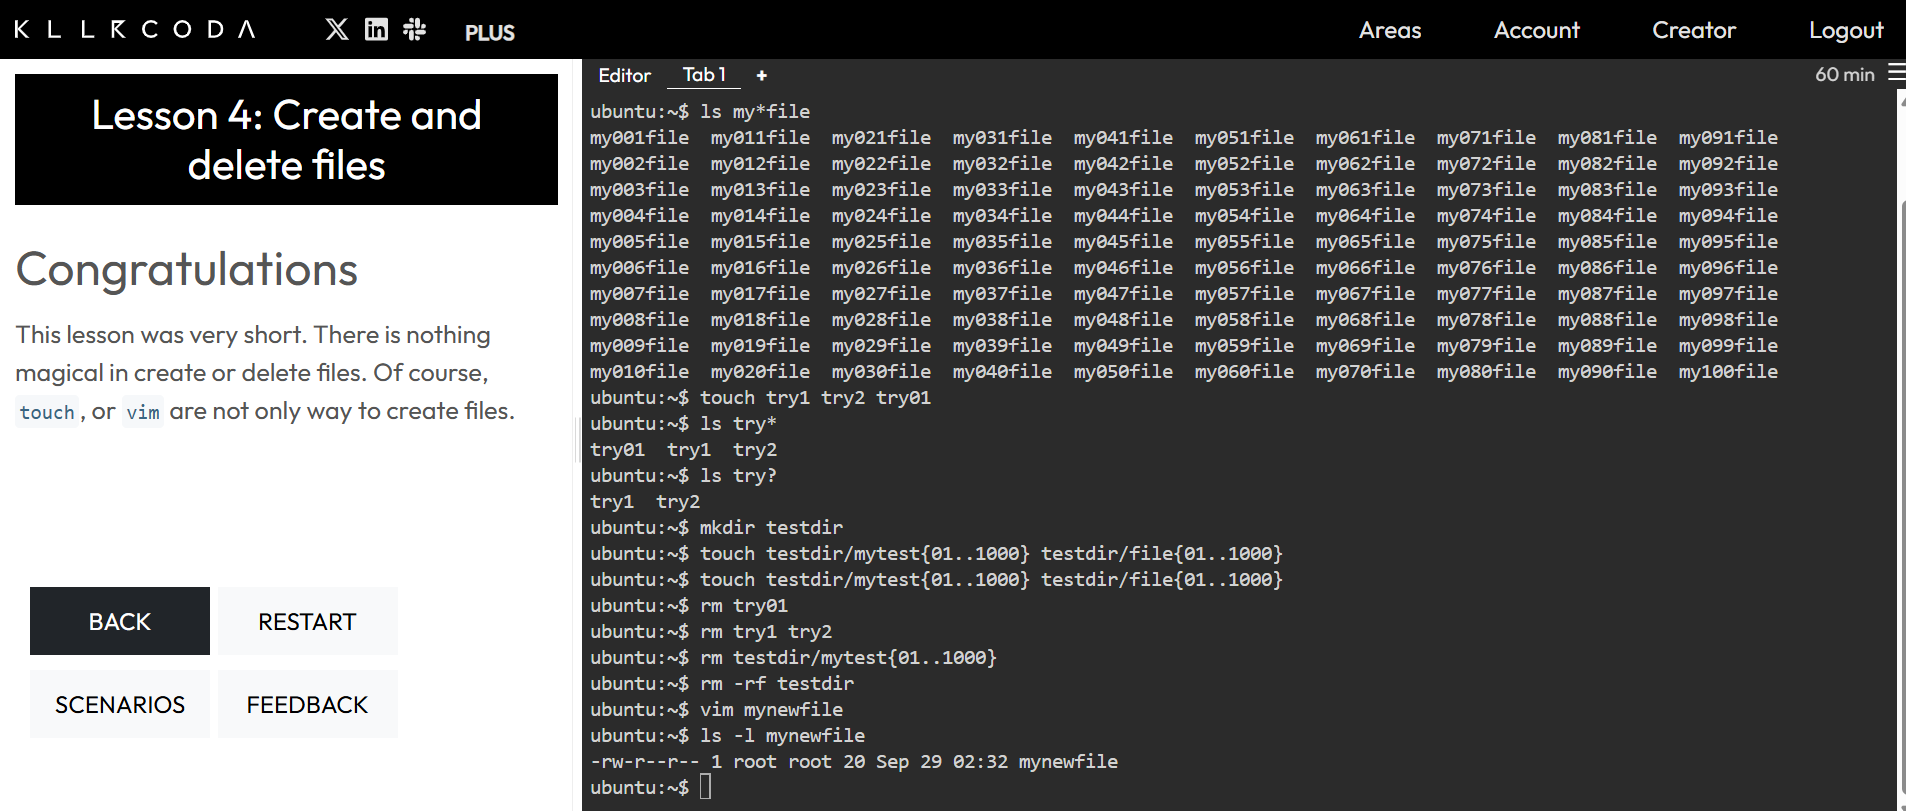 KLLRCODA
PLUS
Areas
Account
Creator
Logout
Lesson 4: Create and
delete files
Congratulations
This lesson was very short. There is nothing
magical in create or delete files. Of course,
touch, or vim are not only way to create files.
BACK
RESTART
SCENARIOS
FEEDBACK
Editor
Tab 1
+
60 min
ubuntu:~$ ls my*file
my001file  my011file  my021file  my031file  my041file  my051file  my061file  my071file  my081file  my091file
my002file  my012file  my022file  my032file  my042file  my052file  my062file  my072file  my082file  my092file
my003file  my013file  my023file  my033file  my043file  my053file  my063file  my073file  my083file  my093file
my004file  my014file  my024file  my034file  my044file  my054file  my064file  my074file  my084file  my094file
my005file  my015file  my025file  my035file  my045file  my055file  my065file  my075file  my085file  my095file
my006file  my016file  my026file  my036file  my046file  my056file  my066file  my076file  my086file  my096file
my007file  my017file  my027file  my037file  my047file  my057file  my067file  my077file  my087file  my097file
my008file  my018file  my028file  my038file  my048file  my058file  my068file  my078file  my088file  my098file
my009file  my019file  my029file  my039file  my049file  my059file  my069file  my079file  my089file  my099file
my010file  my020file  my030file  my040file  my050file  my060file  my070file  my080file  my090file  my100file
ubuntu:~$ touch try1 try2 try01
ubuntu:~$ ls try*
try01  try1  try2
ubuntu:~$ ls try?
try1  try2
ubuntu:~$ mkdir testdir
ubuntu:~$ touch testdir/mytest{01..1000} testdir/file{01..1000}
ubuntu:~$ touch testdir/mytest{01..1000} testdir/file{01..1000}
ubuntu:~$ rm try01
ubuntu:~$ rm try1 try2
ubuntu:~$ rm testdir/mytest{01..1000}
ubuntu:~$ rm -rf testdir
ubuntu:~$ vim mynewfile
ubuntu:~$ ls -l mynewfile
-rw-r--r-- 1 root root 20 Sep 29 02:32 mynewfile
ubuntu:~$